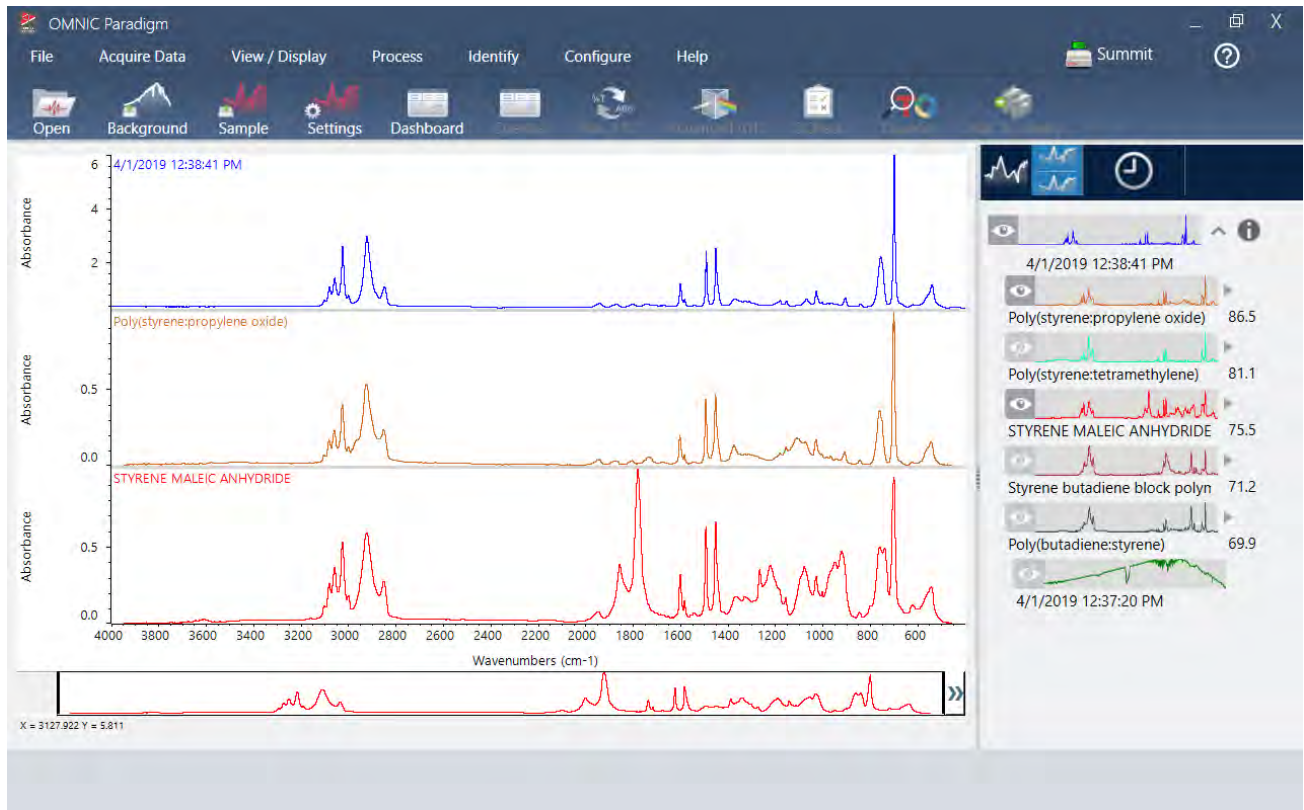 OMNIC Paradigm
_ X
File Acquire Data View / Display Process Identify Configure Help Summit ?
Open Background Sample Settings Dashboard
6 4/1/2019 12:38:41 PM
4
2
Absorbance
Poly(styrene:propylene oxide)
0.5
0.0
Absorbance
STYRENE MALEIC ANHYDRIDE
0.5
0.0
Absorbance
4000 3800 3600 3400 3200 3000 2800 2600 2400 2200 2000 1800 1600 1400 1200 1000 800 600
Wavenumbers (cm-1)
X = 3127.922 Y = 5.811
4/1/2019 12:38:41 PM
Poly(styrene:propylene oxide) 86.5
Poly(styrene:tetramethylene) 81.1
STYRENE MALEIC ANHYDRIDE 75.5
Styrene butadiene block polyn 71.2
Poly(butadiene:styrene) 69.9
4/1/2019 12:37:20 PM